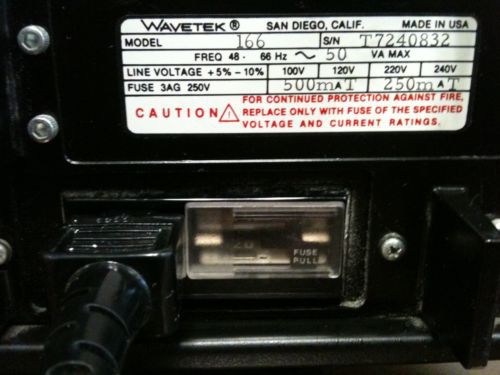 WAVETEK® SAN DIEGO, CALIF. MADE IN USA
MODEL 166 S/N T7240832
FREQ 48 - 66 Hz ~ 50 VA MAX
LINE VOLTAGE +5% -10% 100V 120V 220V 240V
FUSE 3AG 250V 500mA T 250mA T
CAUTION ! FOR CONTINUED PROTECTION AGAINST FIRE,
REPLACE ONLY WITH FUSE OF THE SPECIFIED
VOLTAGE AND CURRENT RATINGS.
FUSE
PULL